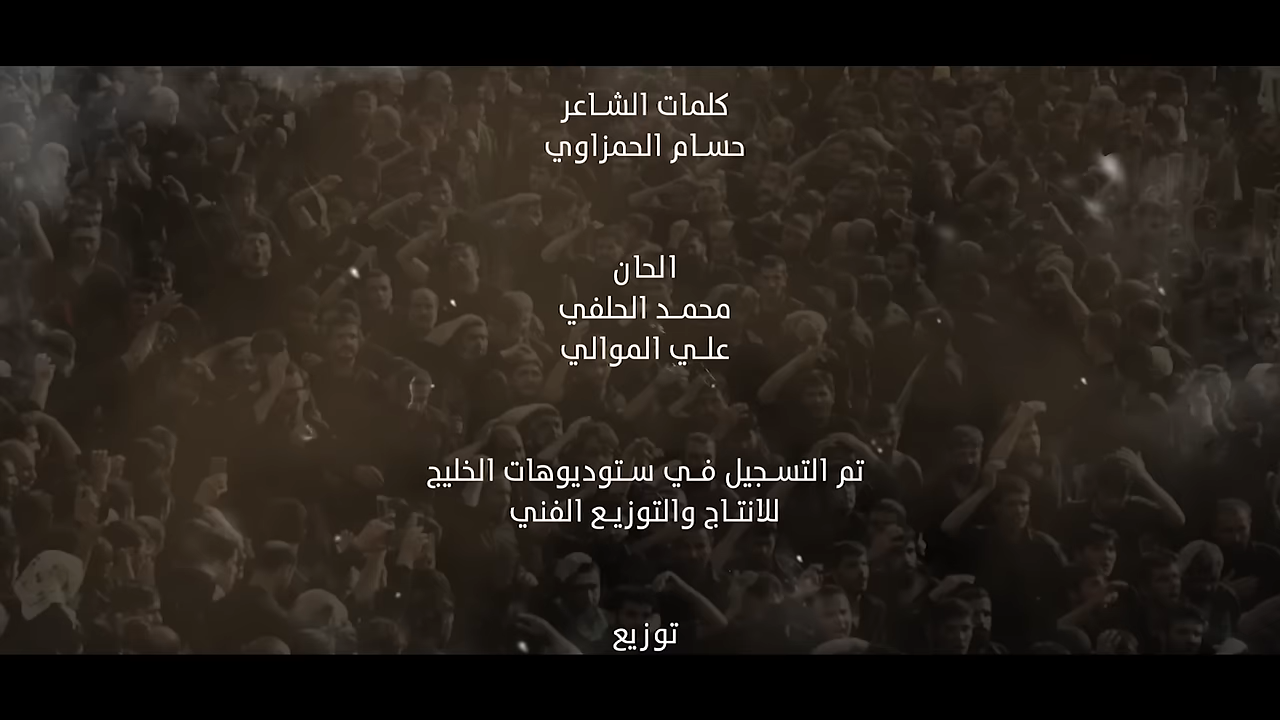 كلمات الشاعر
حسام الحمزاوي
الحان
محمد الحلفي
علي الموالي
تم التسجيل في ستوديوهات الخليج
للانتاج والتوزيع الفني
توزيع